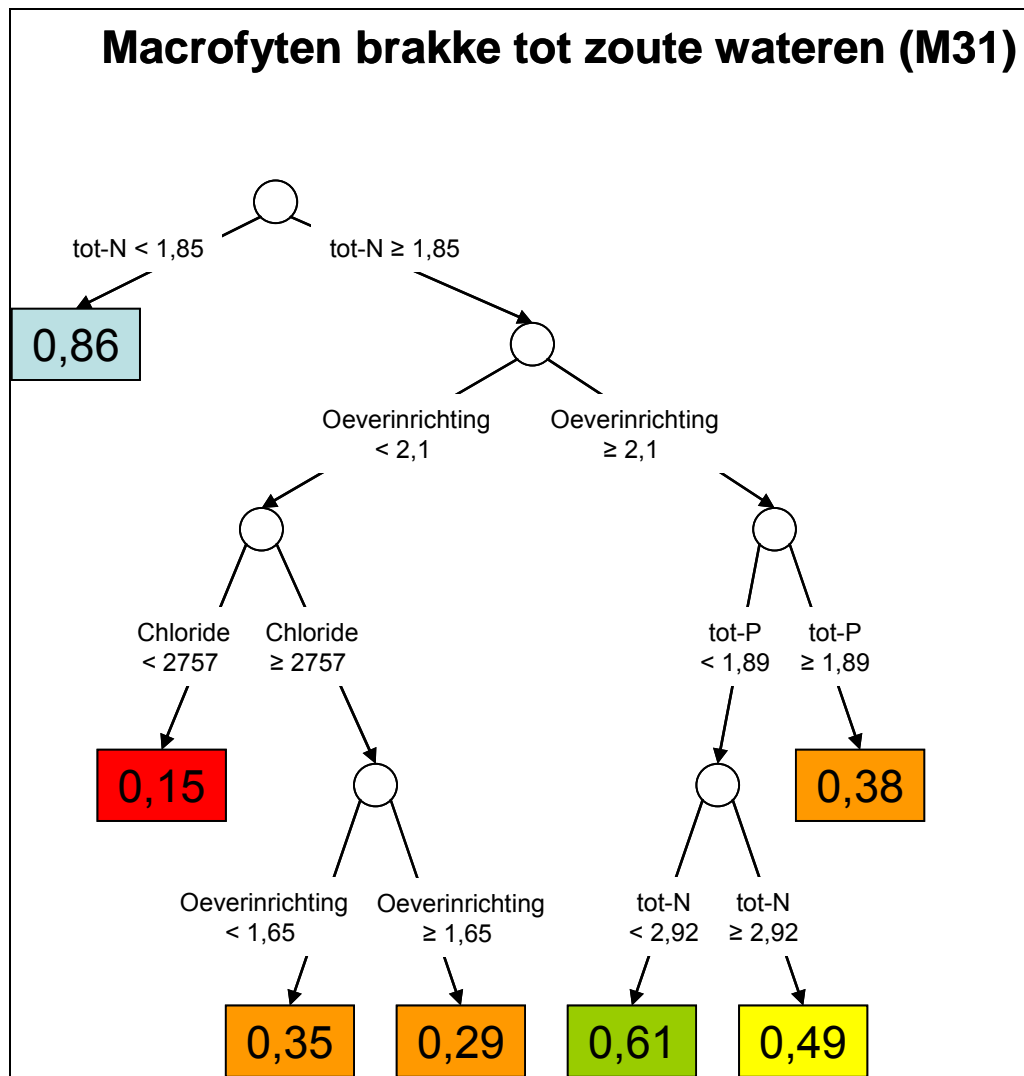 Macrofyten brakke tot zoute wateren (M31)
tot-N < 1,85
tot-N ≥ 1,85
0,86
Oeverinrichting
< 2,1
Oeverinrichting
≥ 2,1
Chloride
< 2757
Chloride
≥ 2757
tot-P
< 1,89
tot-P
≥ 1,89
0,15
0,38
Oeverinrichting
< 1,65
Oeverinrichting
≥ 1,65
tot-N
< 2,92
tot-N
≥ 2,92
0,35
0,29
0,61
0,49